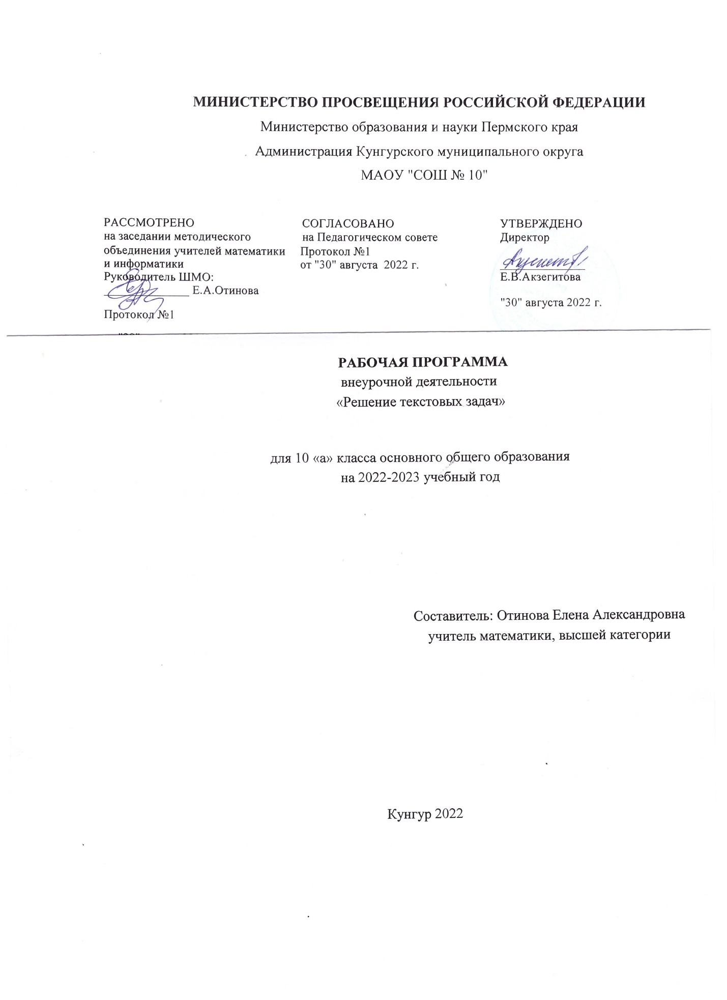 МИНИСТЕРСТВО ПРОСВЕЩЕНИЯ РОССИЙСКОЙ ФЕДЕРАЦИИ
Министерство образования и науки Пермского края
Администрация Кунгурского муниципального округа
МАОУ "СОШ № 10"
РАССМОТРЕНО
на заседании методического
объединения учителей математики
и информатики
Руководитель ШМО:
Е.А.Отинова
Протокол №1
СОГЛАСОВАНО
на Педагогическом совете
Протокол №1
от "30" августа 2022 г.
УТВЕРЖДЕНО
Директор
Е.В.Акзегитова
"30" августа 2022 г.
РАБОЧАЯ ПРОГРАММА
внеурочной деятельности
«Решение текстовых задач»
для 10 «а» класса основного общего образования
на 2022-2023 учебный год
Составитель: Отинова Елена Александровна
учитель математики, высшей категории
Кунгур 2022